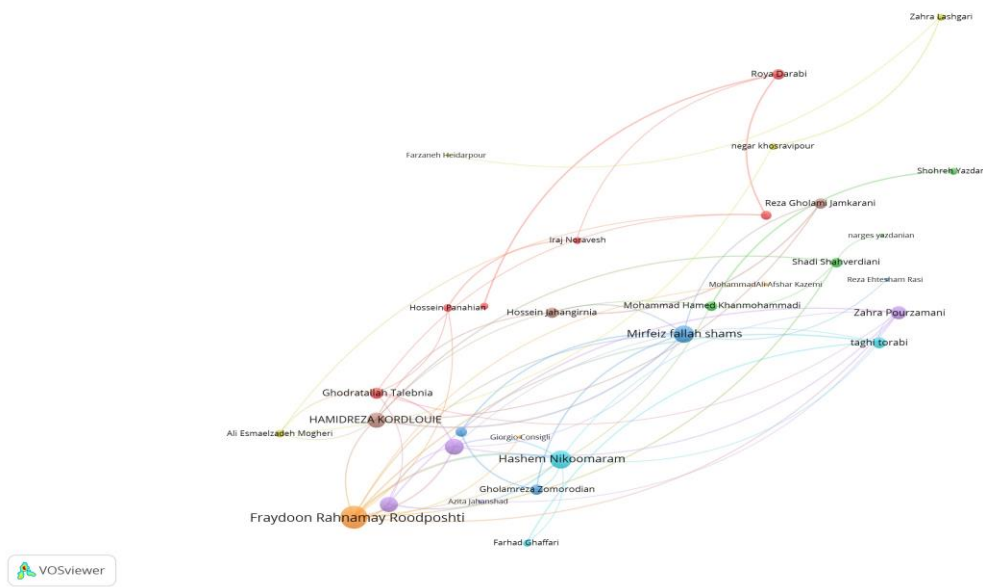 Zahra Lashgari
Roya Darabi
negar khosravipour
Farzaneh Heidarpour
Shohreh Yazdar
Reza Gholami Jamkarani
narges yazdanian
Iraj Noravesh
Shadi Shahverdiani
Reza Ehtesham Rasi
MohammadAli Afshar Kazemi
Hossein Panahian
Hossein Jahangirnia
Mohammad Hamed Khanmohammadi
Zahra Pourzamani
Mirfeiz fallah shams
taghi torabi
Ghodratallah Talebnia
HAMIDREZA KORDLOUIE
Ali Esmaelzadeh Mogheri
Giorgio Consigli
Hashem Nikoomaram
Gholamreza Zomorodian
Azita Jahanshad
Fraydoon Rahnamay Roodposhti
Farhad Ghaffari
VOSviewer